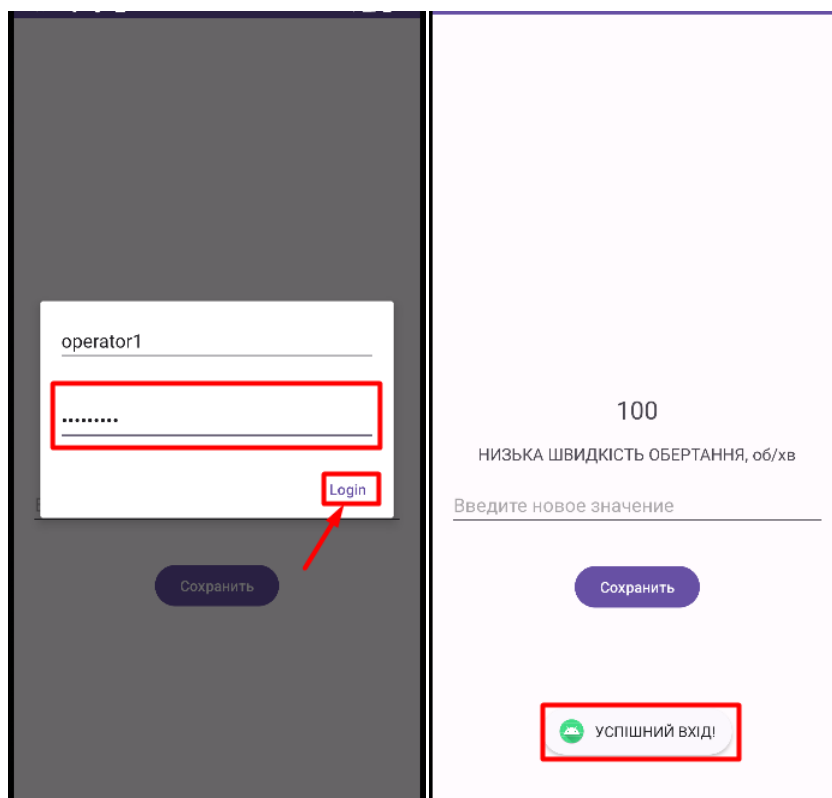 operator1
.........
Login
Сохранить
100
НИЗЬКА ШВИДКІСТЬ ОБЕРТАННЯ, об/хв
Введите новое значение
Сохранить
УСПІШНИЙ ВХІД!